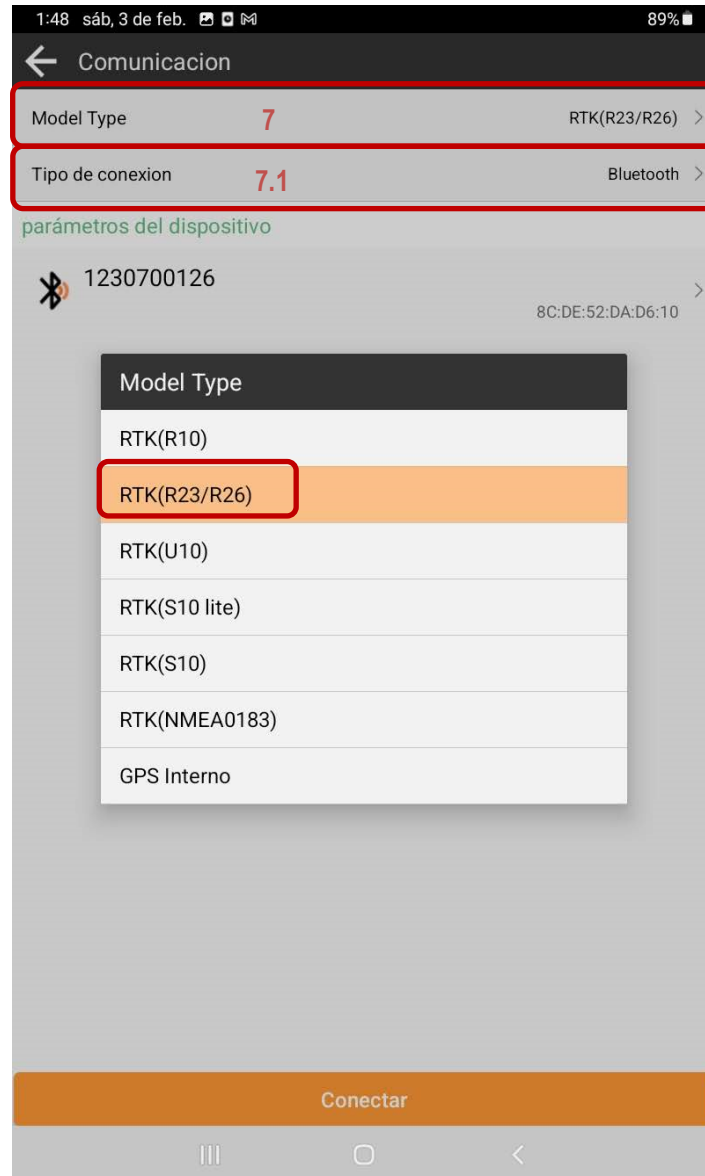 1:48 sáb, 3 de feb. 89%
Comunicacion
Model Type 7 RTK(R23/R26)
Tipo de conexion 7.1 Bluetooth
parámetros del dispositivo
1230700126
8C:DE:52:DA:D6:10
Model Type
RTK(R10)
RTK(R23/R26)
RTK(U10)
RTK(S10 lite)
RTK(S10)
RTK(NMEA0183)
GPS Interno
Conectar